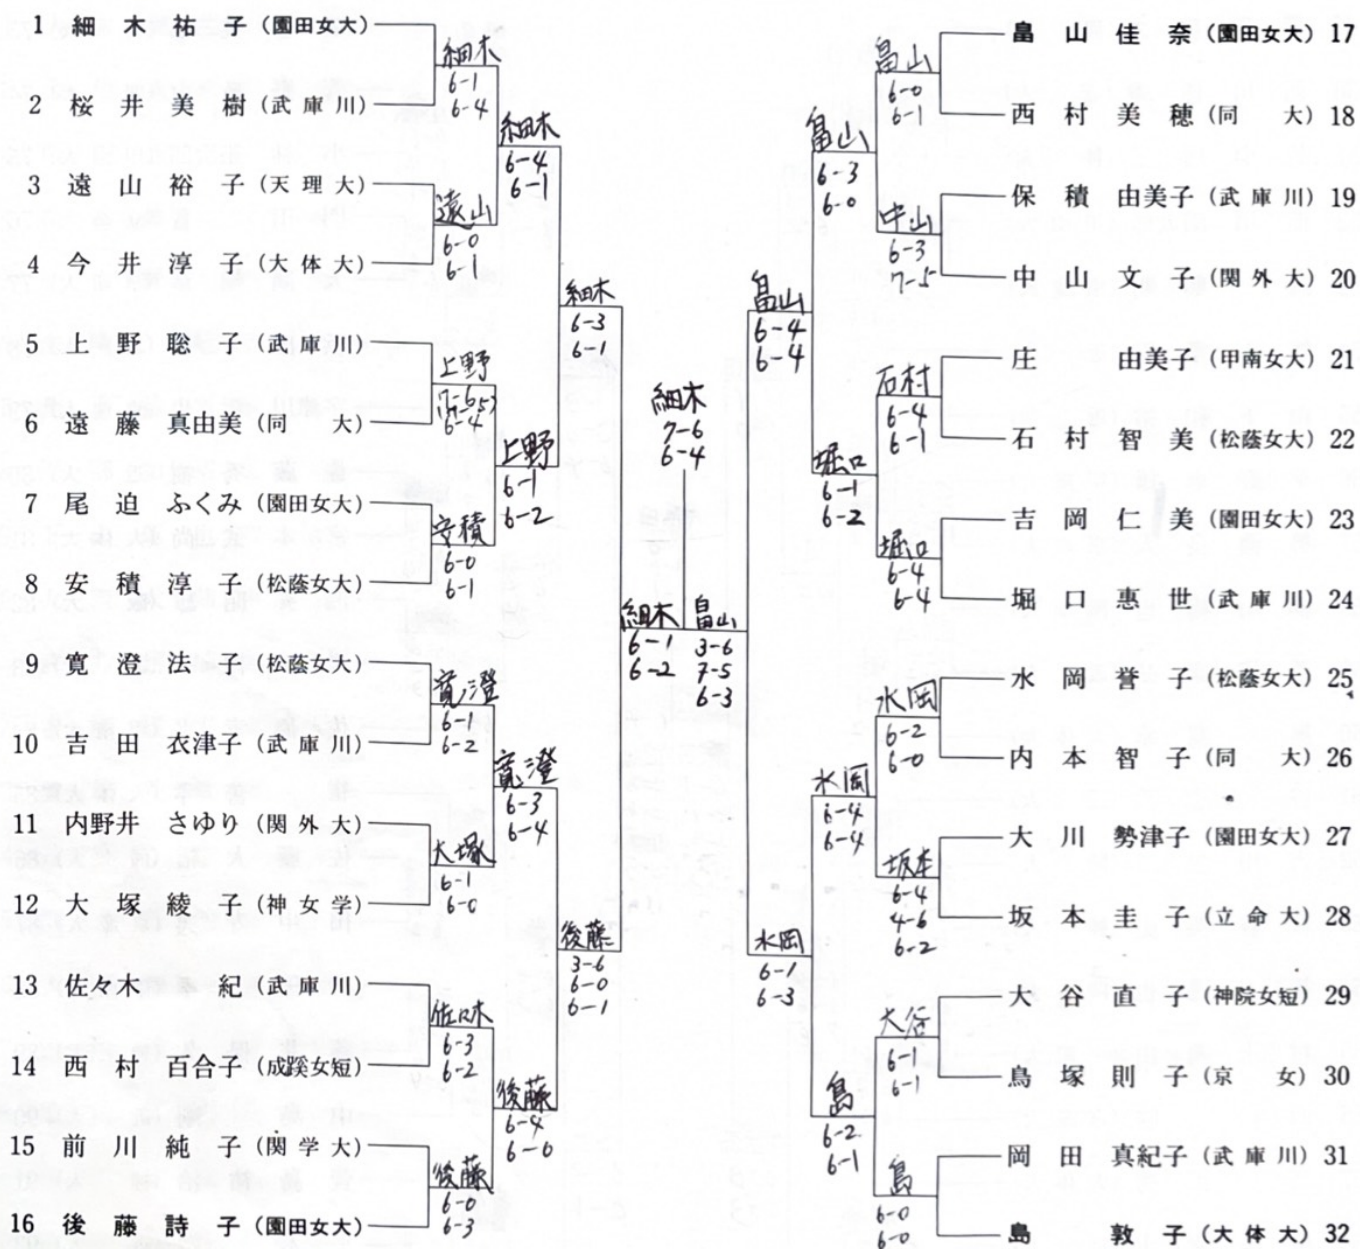 1 細木祐子(園田女大)
細木
6-1
6-4
2 桜井美樹(武庫川)
細木
6-4
6-1
3 遠山裕子(天理大)
遠山
6-0
6-1
4 今井淳子(大体大)
細木
6-3
6-1
5 上野聡子(武庫川)
上野
6-4
6 遠藤真由美(同大)
上野
6-1
6-2
7 尾迫ふくみ(園田女大)
安積
6-0
6-1
8 安積淳子(松蔭女大)
細木
6-1
6-2
9 寛澄法子(松蔭女大)
寛澄
6-1
6-2
10 吉田衣津子(武庫川)
寛澄
6-3
6-4
11 内野井さゆり(関外大)
大塚
6-1
6-0
12 大塚綾子(神女学)
後藤
3-6
6-0
6-1
13 佐々木紀(武庫川)
佐々木
6-3
6-2
14 西村百合子(成蹊女短)
後藤
6-4
6-0
15 前川純子(関学大)
後藤
6-0
6-3
16 後藤詩子(園田女大)
細木
7-6
6-4
畠山佳奈(園田女大) 17
畠山
6-0
6-1
西村美穂(同大) 18
畠山
6-3
6-0
保積由美子(武庫川) 19
中山
6-3
7-5
中山文子(関外大) 20
畠山
6-4
6-4
庄由美子(甲南女大) 21
石村
6-4
6-1
石村智美(松蔭女大) 22
堀口
6-1
6-2
吉岡仁美(園田女大) 23
堀口
6-4
6-4
堀口惠世(武庫川) 24
畠山
3-6
7-5
6-3
水岡誉子(松蔭女大) 25
水岡
6-2
6-0
内本智子(同大) 26
水岡
6-4
6-4
大川勢津子(園田女大) 27
坂本
6-4
4-6
6-2
坂本圭子(立命大) 28
水岡
6-1
6-3
大谷直子(神院女短) 29
大谷
6-1
6-1
鳥塚則子(京女) 30
島
6-2
6-1
岡田真紀子(武庫川) 31
島
6-0
6-0
島敦子(大体大) 32